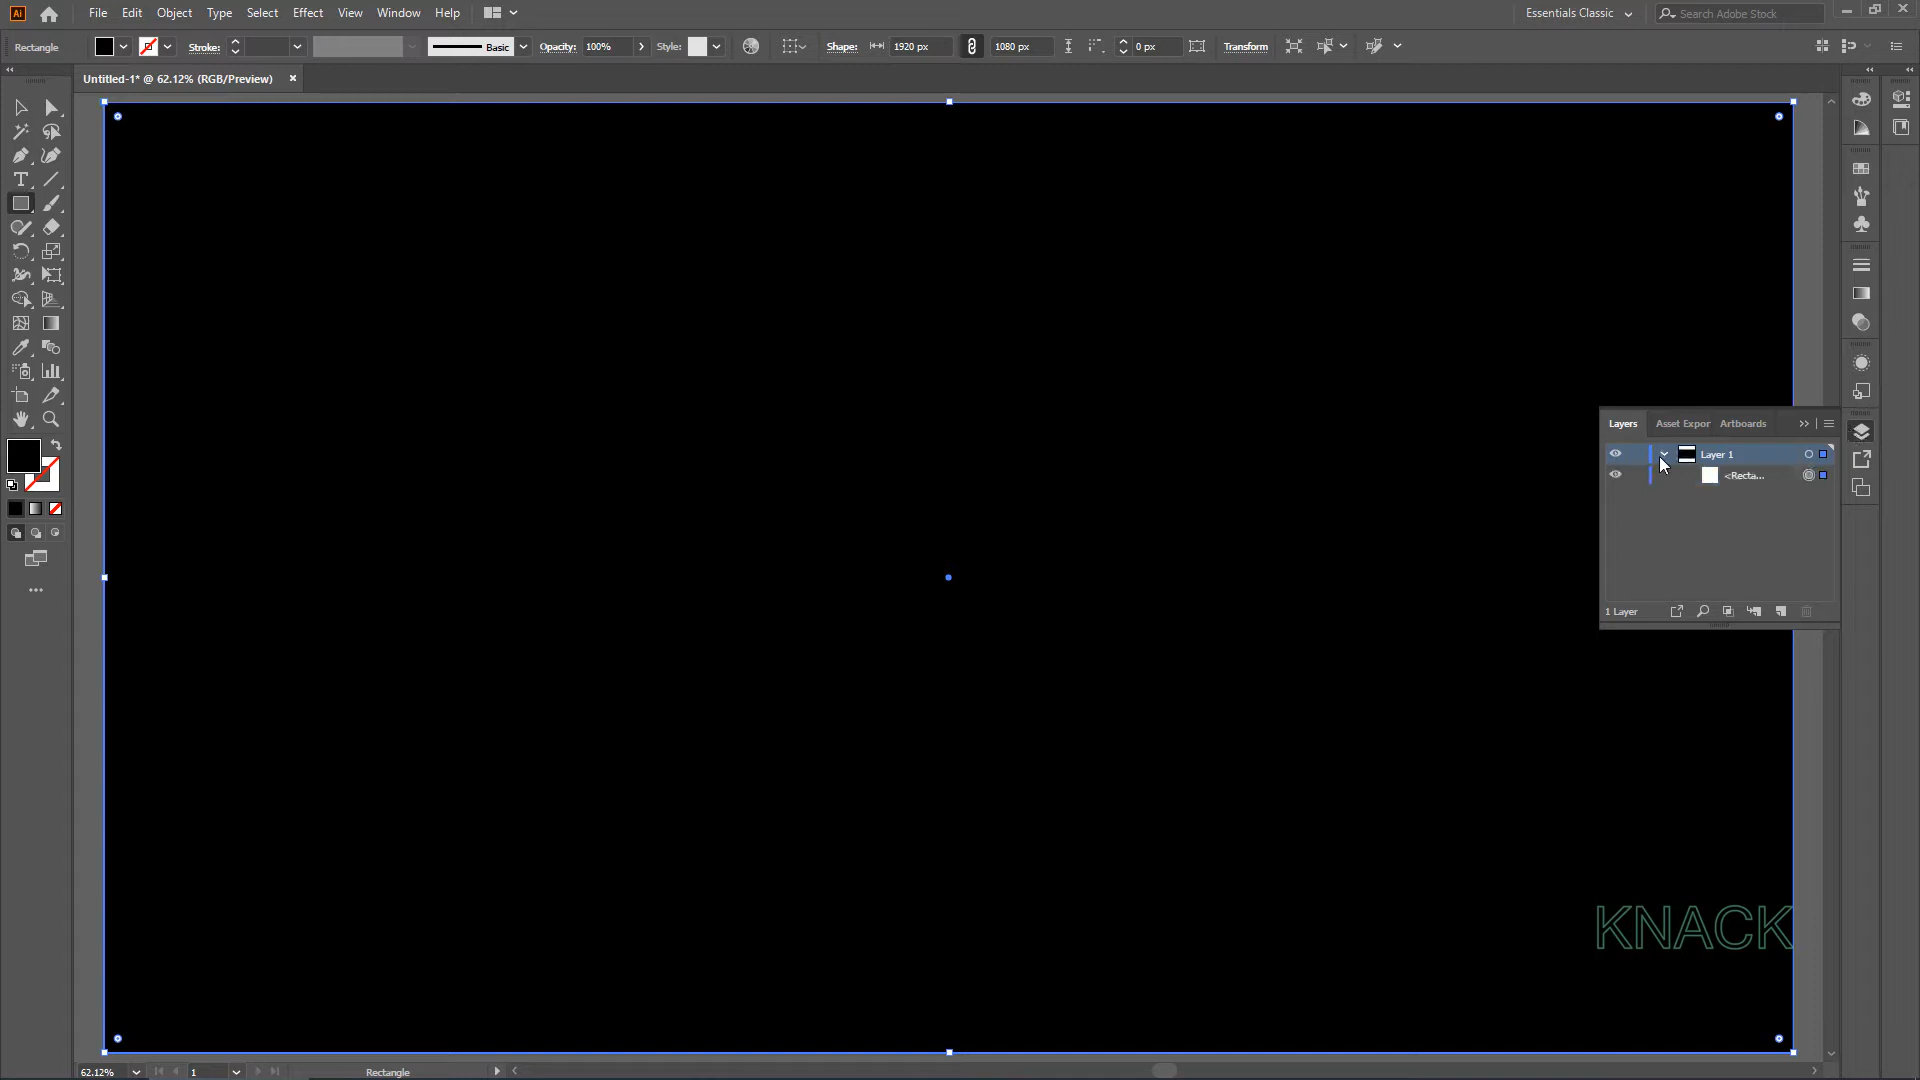 Ai File Edit Object Type Select Effect View Window Help Essentials Classic Search Adobe Stock
Rectangle Stroke: Basic Opacity: 100% Style: Shape: 1920 px 1080 px 0 px Transform
Untitled-1* @ 62.12% (RGB/Preview) ×
Layers Asset Expor Artboards
Layer 1
<Recta...
1 Layer
KNACK
62.12% 1 Rectangle